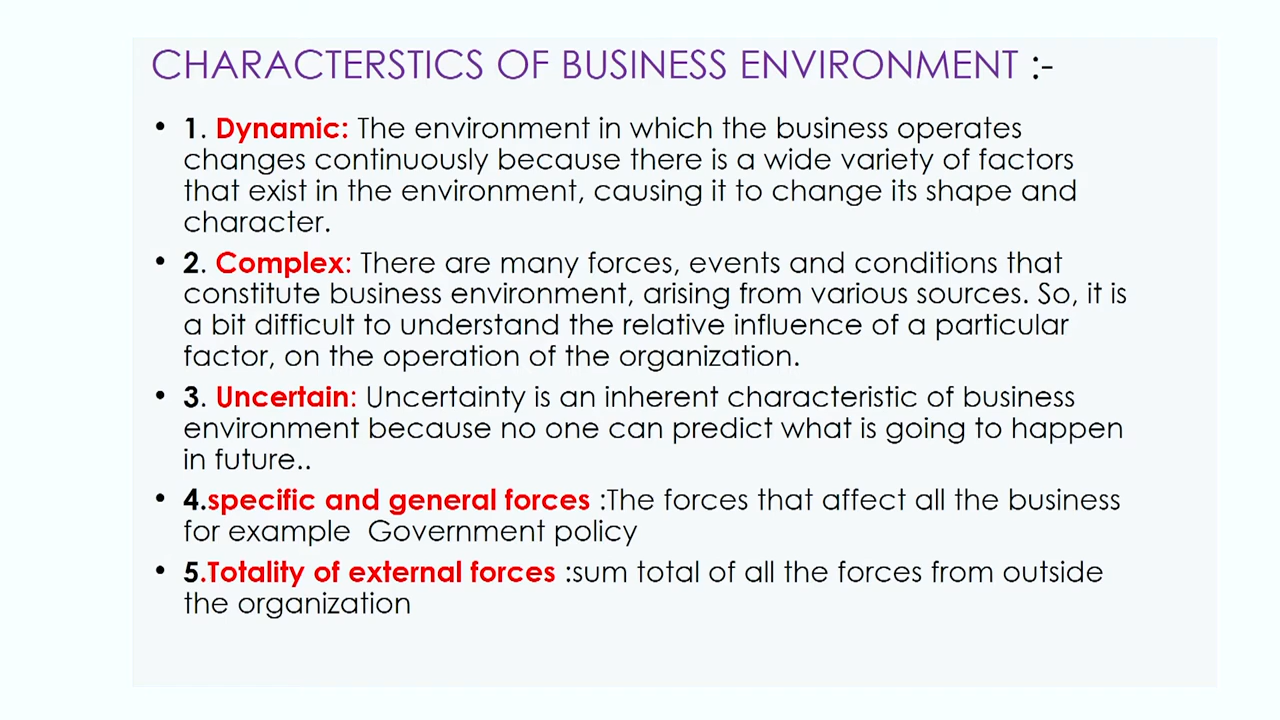 CHARACTERSTICS OF BUSINESS ENVIRONMENT :-
• 1. Dynamic: The environment in which the business operates
changes continuously because there is a wide variety of factors
that exist in the environment, causing it to change its shape and
character.
• 2. Complex: There are many forces, events and conditions that
constitute business environment, arising from various sources. So, it is
a bit difficult to understand the relative influence of a particular
factor, on the operation of the organization.
• 3. Uncertain: Uncertainty is an inherent characteristic of business
environment because no one can predict what is going to happen
in future..
• 4.specific and general forces :The forces that affect all the business
for example  Government policy
• 5.Totality of external forces :sum total of all the forces from outside
the organization